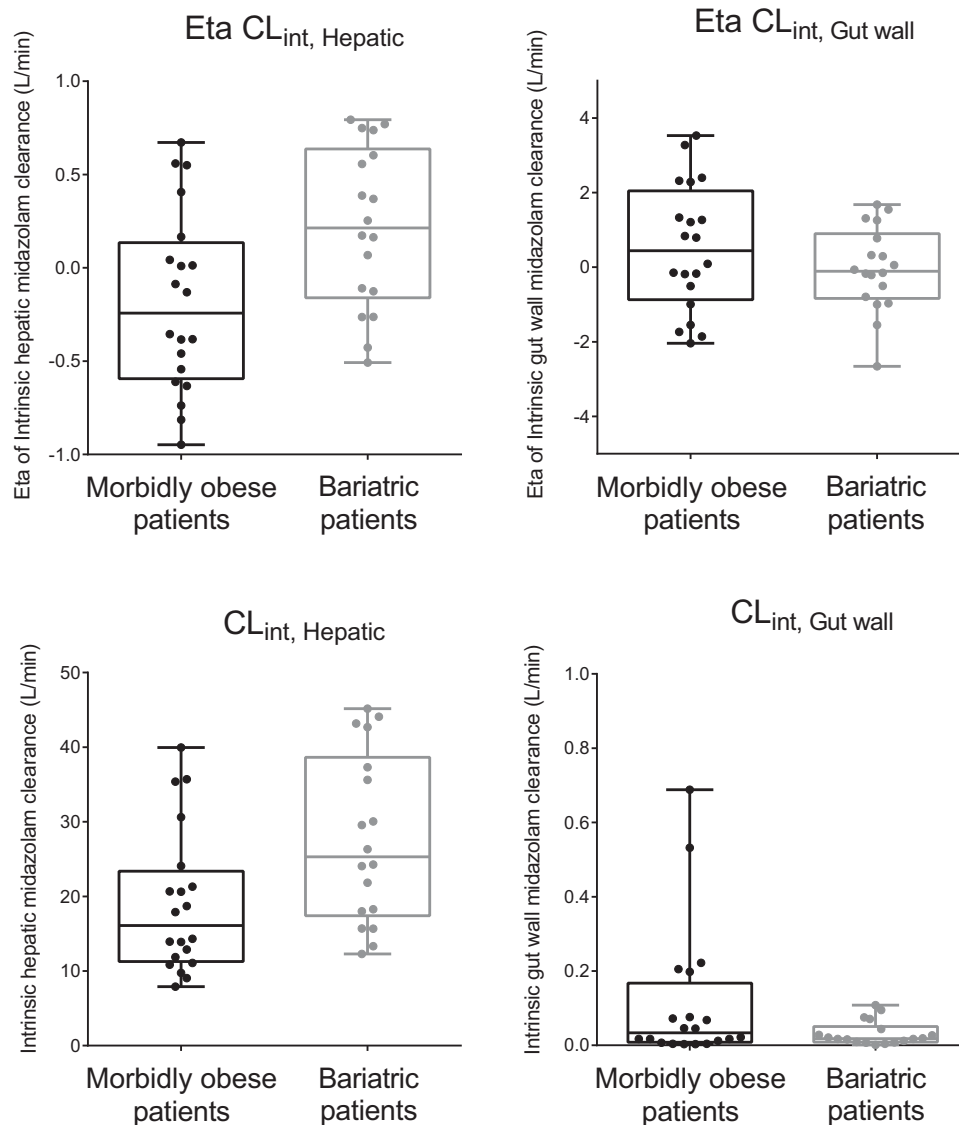 Eta CLint, Hepatic
Eta of Intrinsic hepatic midazolam clearance (L/min)
1.0
0.5
0.0
-0.5
-1.0
Morbidly obese
patients
Bariatric
patients
Eta CLint, Gut wall
Eta of Intrinsic gut wall midazolam clearance (L/min)
4
2
0
-2
-4
Morbidly obese
patients
Bariatric
patients
CLint, Hepatic
Intrinsic hepatic midazolam clearance (L/min)
50
40
30
20
10
0
Morbidly obese
patients
Bariatric
patients
CLint, Gut wall
Intrinsic gut wall midazolam clearance (L/min)
1.0
0.8
0.6
0.4
0.2
0.0
Morbidly obese
patients
Bariatric
patients